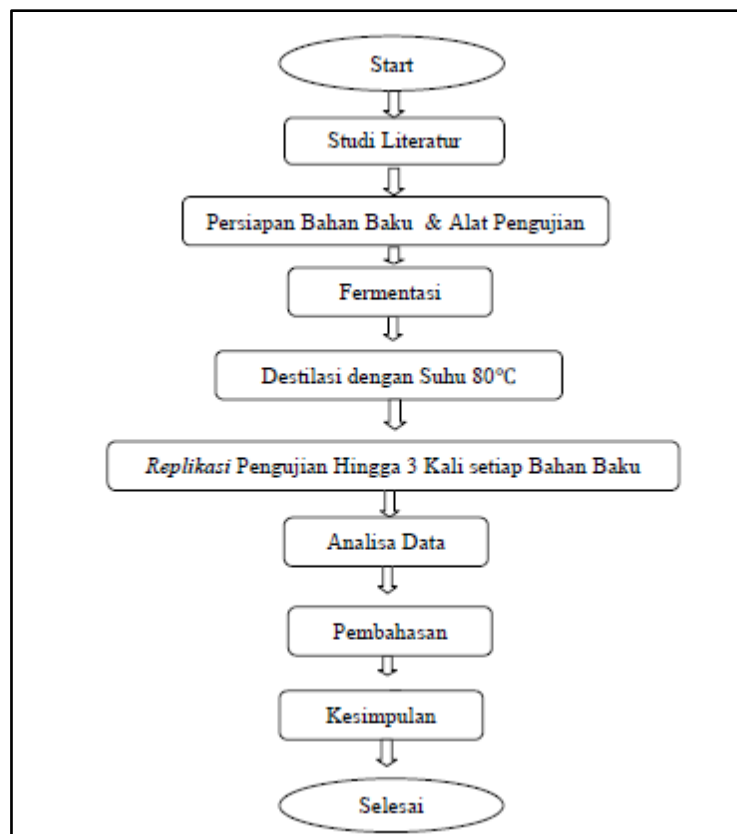 Start
Studi Literatur
Persiapan Bahan Baku & Alat Pengujian
Fermentasi
Destilasi dengan Suhu 80℃
Replikasi Pengujian Hingga 3 Kali setiap Bahan Baku
Analisa Data
Pembahasan
Kesimpulan
Selesai